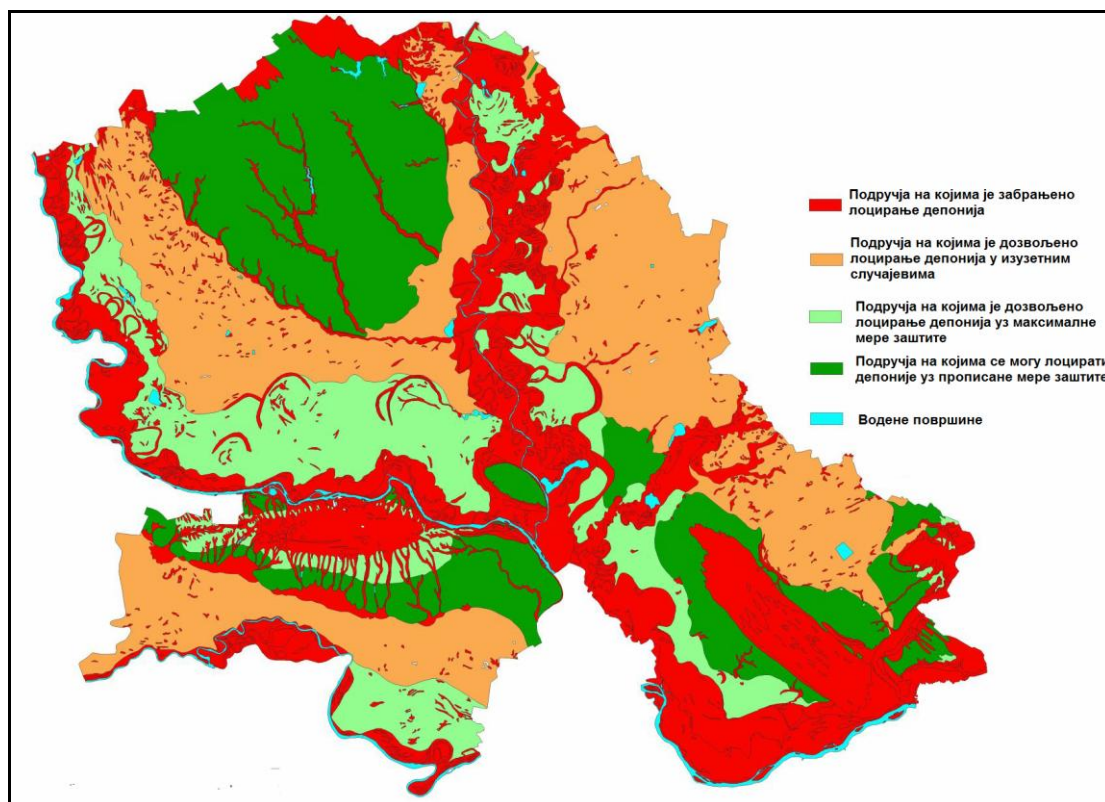 Подручја на којима је забрањено
лоцирање депонија
Подручја на којима је дозвољено
лоцирање депонија у изузетним
случајевима
Подручја на којима је дозвољено
лоцирање депонија уз максималне
мере заштите
Подручја на којима се могу лоцирати
депоније уз прописане мере заштите
Водене површине